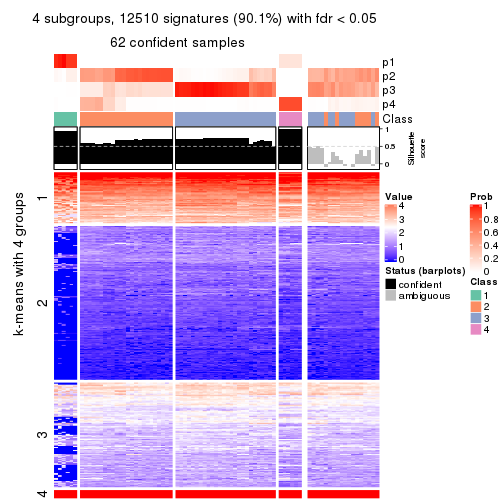 4 subgroups, 12510 signatures (90.1%) with fdr < 0.05
62 confident samples
p1
p2
p3
p4
Class
1
0.5
0
Silhouette
score
k-means with 4 groups
1
2
3
4
Value
4
3
2
1
0
Prob
1
0.8
0.6
0.4
0.2
0
Status (barplots)
confident
ambiguous
Class
1
2
3
4